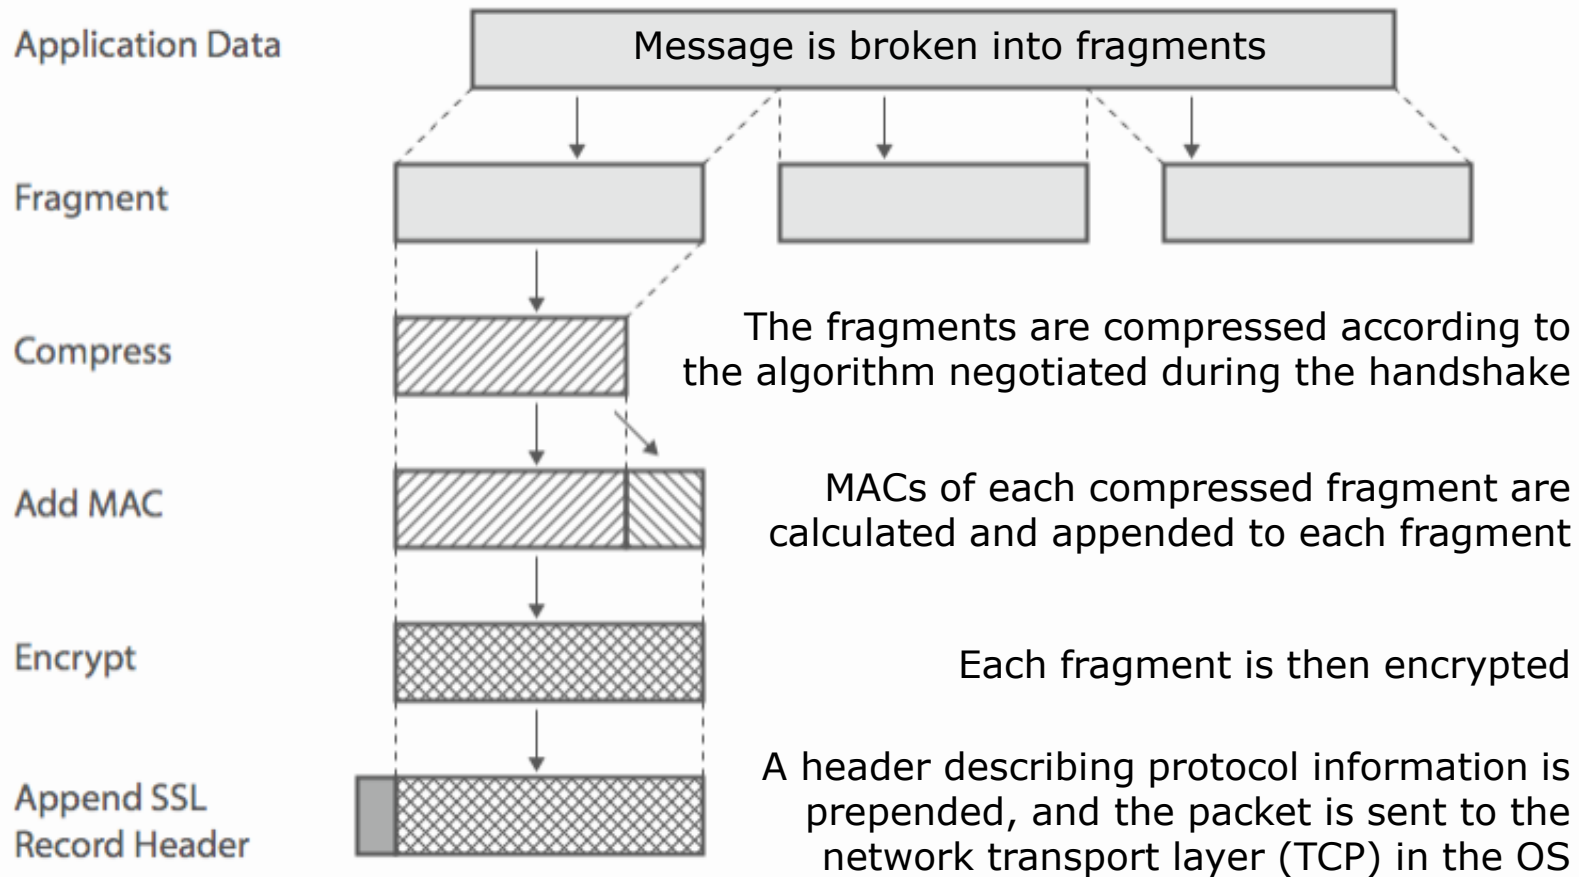 Application Data
Message is broken into fragments
Fragment
Compress
The fragments are compressed according to
the algorithm negotiated during the handshake
Add MAC
MACs of each compressed fragment are
calculated and appended to each fragment
Encrypt
Each fragment is then encrypted
Append SSL
Record Header
A header describing protocol information is
prepended, and the packet is sent to the
network transport layer (TCP) in the OS